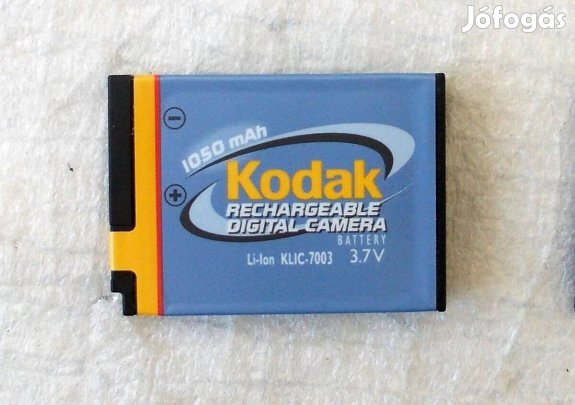 Jófogás
1050 mAh
Kodak
RECHARGEABLE
DIGITAL CAMERA
BATTERY
Li-Ion KLIC-7003 3.7V